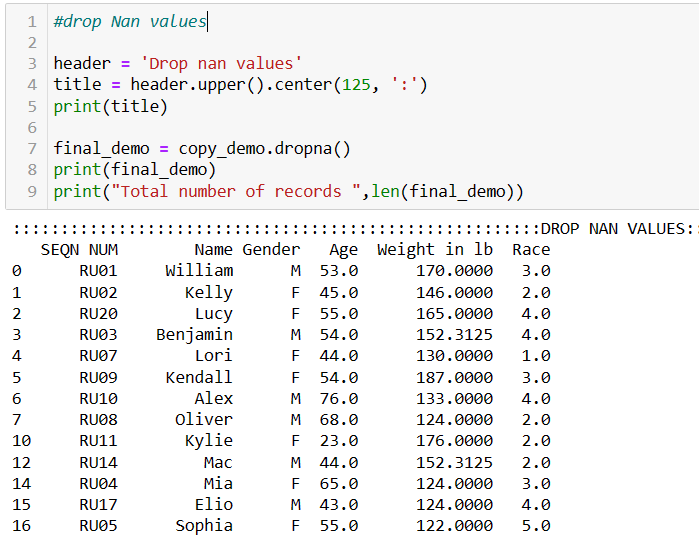 1 #drop Nan values
2
3 header = 'Drop nan values'
4 title = header.upper().center(125, ':')
5 print(title)
6
7 final_demo = copy_demo.dropna()
8 print(final_demo)
9 print("Total number of records ",len(final_demo))
:::::::::::::::::::::::::::::::::::::::::::::::::::::::DROP NAN VALUES::
SEQN NUM Name Gender Age Weight in lb Race
0 RU01 William M 53.0 170.0000 3.0
1 RU02 Kelly F 45.0 146.0000 2.0
2 RU20 Lucy F 55.0 165.0000 4.0
3 RU03 Benjamin M 54.0 152.3125 4.0
4 RU07 Lori F 44.0 130.0000 1.0
5 RU09 Kendall F 54.0 187.0000 3.0
6 RU10 Alex M 76.0 133.0000 4.0
7 RU08 Oliver M 68.0 124.0000 2.0
10 RU11 Kylie F 23.0 176.0000 2.0
12 RU14 Mac M 44.0 152.3125 2.0
14 RU04 Mia F 65.0 124.0000 3.0
15 RU17 Elio M 43.0 124.0000 4.0
16 RU05 Sophia F 55.0 122.0000 5.0